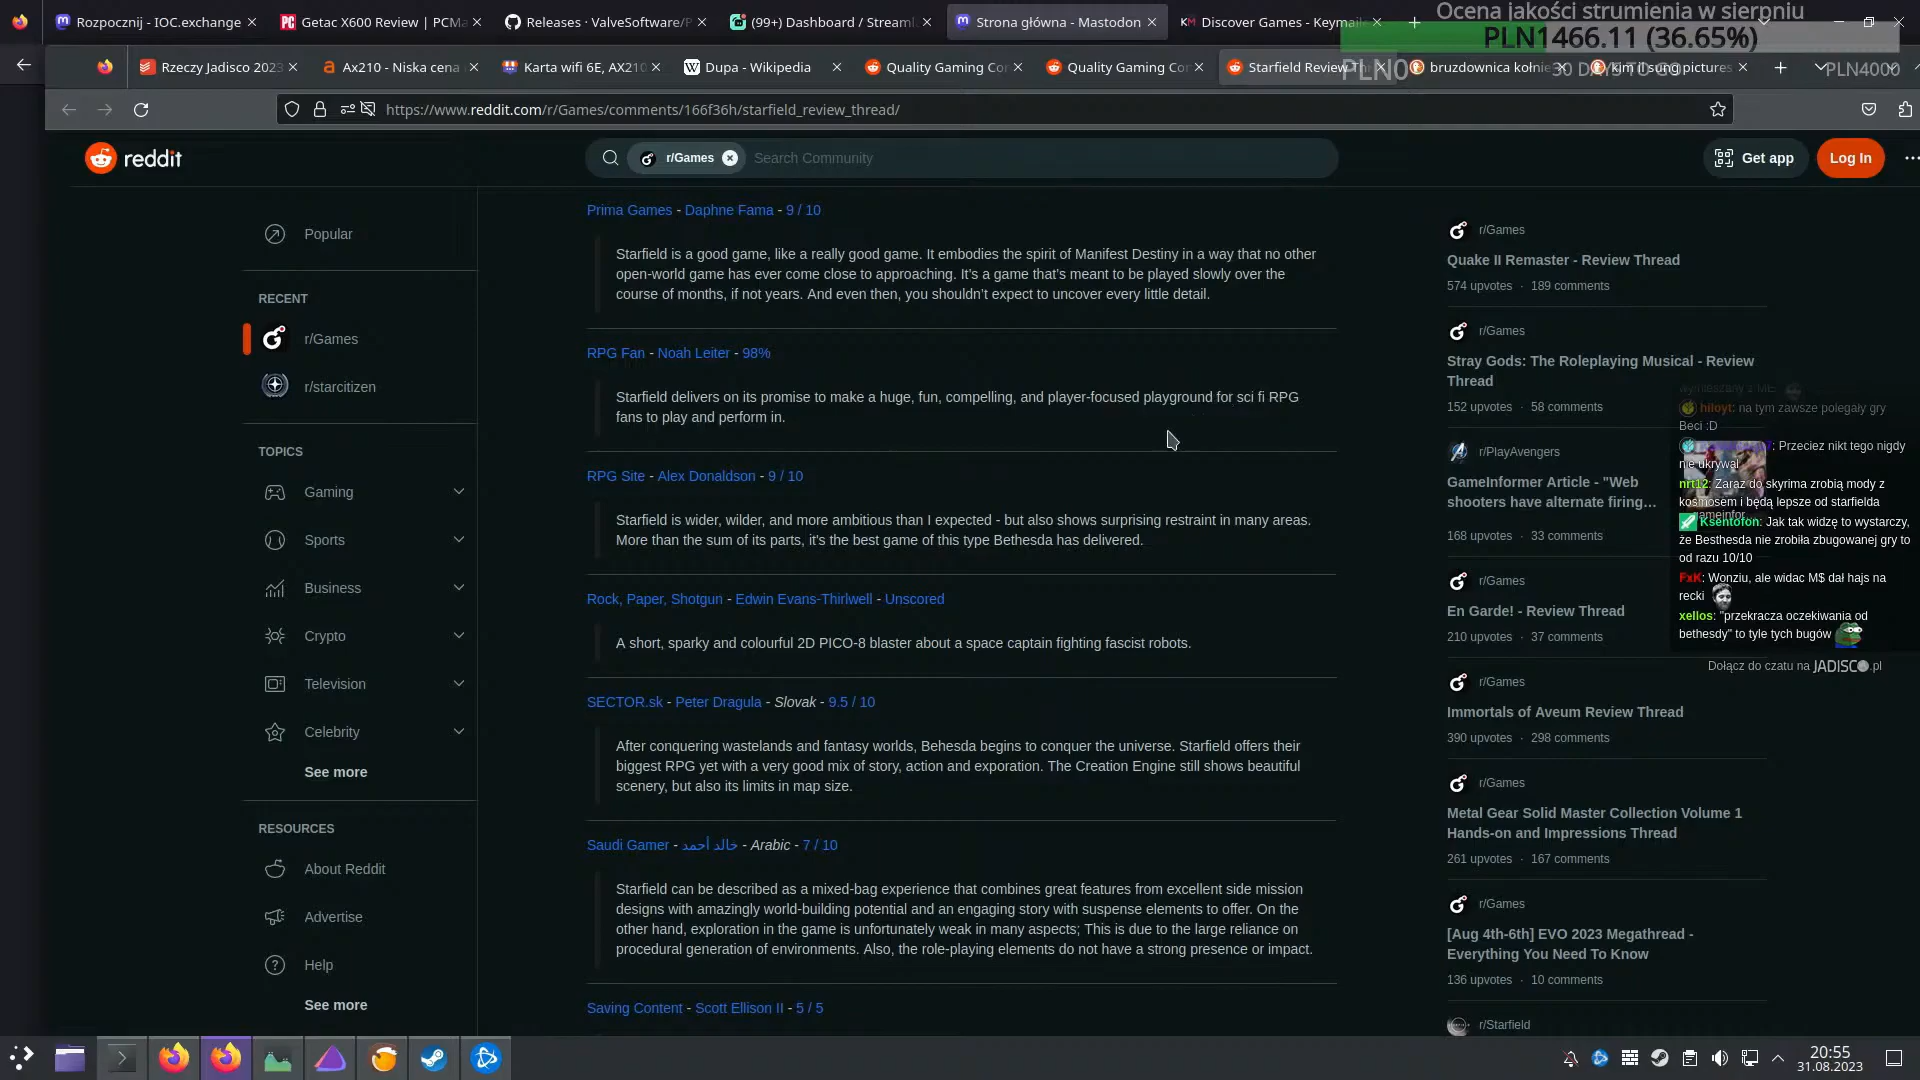 Ocena jakości strumienia w sierpniu
Rozpocznij - IOC.exchange
Getac X600 Review | PCMa
Releases · ValveSoftware/P
(99+) Dashboard / Streaml
Strona główna - Mastodon
Discover Games - Keymaile
PLN1466.11 (36.65%)
Rzeczy Jadisco 2023
Ax210 - Niska cena
Karta wifi 6E, AX210
Dupa - Wikipedia
Quality Gaming Co
Quality Gaming Co
Starfield Review Th
bruzdownica kołnie
kim il sung pictures
PLN0
30 DAYS TO GO
PLN4000
https://www.reddit.com/r/Games/comments/166f36h/starfield_review_thread/
reddit
r/Games
Search Community
Get app
Log In
Popular
RECENT
r/Games
r/starcitizen
TOPICS
Gaming
Sports
Business
Crypto
Television
Celebrity
See more
RESOURCES
About Reddit
Advertise
Help
See more
Prima Games - Daphne Fama - 9 / 10
Starfield is a good game, like a really good game. It embodies the spirit of Manifest Destiny in a way that no other
open-world game has ever come close to approaching. It's a game that's meant to be played slowly over the
course of months, if not years. And even then, you shouldn't expect to uncover every little detail.
RPG Fan - Noah Leiter - 98%
Starfield delivers on its promise to make a huge, fun, compelling, and player-focused playground for sci fi RPG
fans to play and perform in.
RPG Site - Alex Donaldson - 9 / 10
Starfield is wider, wilder, and more ambitious than I expected - but also shows surprising restraint in many areas.
More than the sum of its parts, it's the best game of this type Bethesda has delivered.
Rock, Paper, Shotgun - Edwin Evans-Thirlwell - Unscored
A short, sparky and colourful 2D PICO-8 blaster about a space captain fighting fascist robots.
SECTOR.sk - Peter Dragula - Slovak - 9.5 / 10
After conquering wastelands and fantasy worlds, Behesda begins to conquer the universe. Starfield offers their
biggest RPG yet with a very good mix of story, action and exporation. The Creation Engine still shows beautiful
scenery, but also its limits in map size.
Saudi Gamer - خالد أحمد - Arabic - 7 / 10
Starfield can be described as a mixed-bag experience that combines great features from excellent side mission
designs with amazingly world-building potential and an engaging story with suspense elements to offer. On the
other hand, exploration in the game is unfortunately weak in many aspects; This is due to the large reliance on
procedural generation of environments. Also, the role-playing elements do not have a strong presence or impact.
Saving Content - Scott Ellison II - 5 / 5
r/Games
Quake II Remaster - Review Thread
574 upvotes · 189 comments
r/Games
Stray Gods: The Roleplaying Musical - Review
Thread
152 upvotes · 58 comments
r/PlayAvengers
GameInformer Article - "Web
shooters have alternate firing...
gameinfor...
168 upvotes · 33 comments
r/Games
En Garde! - Review Thread
210 upvotes · 37 comments
r/Games
Immortals of Aveum Review Thread
390 upvotes · 298 comments
r/Games
Metal Gear Solid Master Collection Volume 1
Hands-on and Impressions Thread
261 upvotes · 167 comments
r/Games
[Aug 4th-6th] EVO 2023 Megathread -
Everything You Need To Know
136 upvotes · 10 comments
r/Starfield
wymieszany z ME
hiloyt: na tym zawsze polegały gry
Beci :D
: Przeciez nikt tego nigdy
nie ukrywal
nrt12: Zaraz do skyrima zrobią mody z
kosmosem i będą lepsze od starfielda
Ksentofon: Jak tak widzę to wystarczy,
że Besthesda nie zrobiła zbugowanej gry to
od razu 10/10
FxK: Wonziu, ale widac M$ dał hajs na
recki
xellos: "przekracza oczekiwania od
bethesdy" to tyle tych bugów
Dołącz do czatu na JADISCO.pl
20:55
31.08.2023